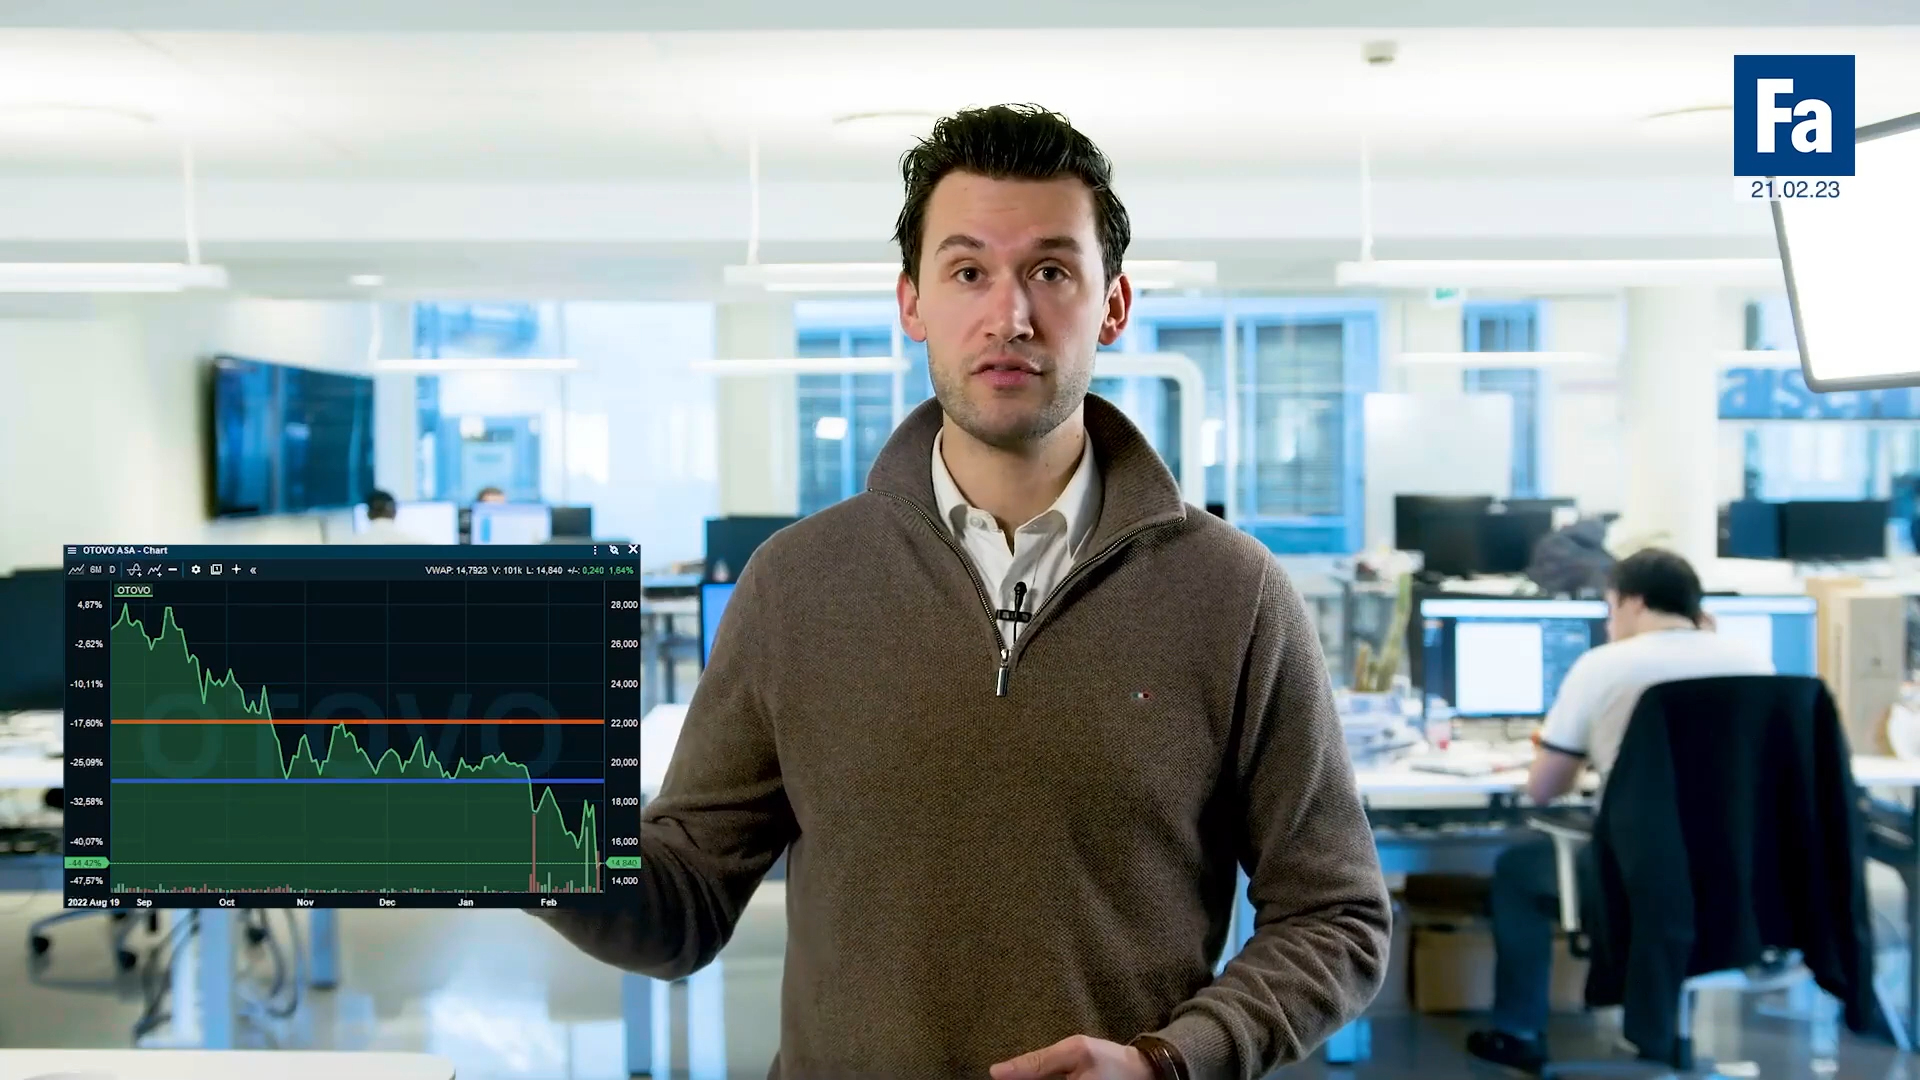 Fa
21.02.23
OTOVO ASA - Chart
6M D VWAP: 14,7923 V: 101k L: 14,840 +/-: 0,240 1,64%
OTOVO
OTOVO
4,87% 28,000
-2,62% 26,000
-10,11% 24,000
-17,60% 22,000
-25,09% 20,000
-32,58% 18,000
-40,07% 16,000
-44,42% 14,840
-47,57% 14,000
2022 Aug 19 Sep Oct Nov Dec Jan Feb